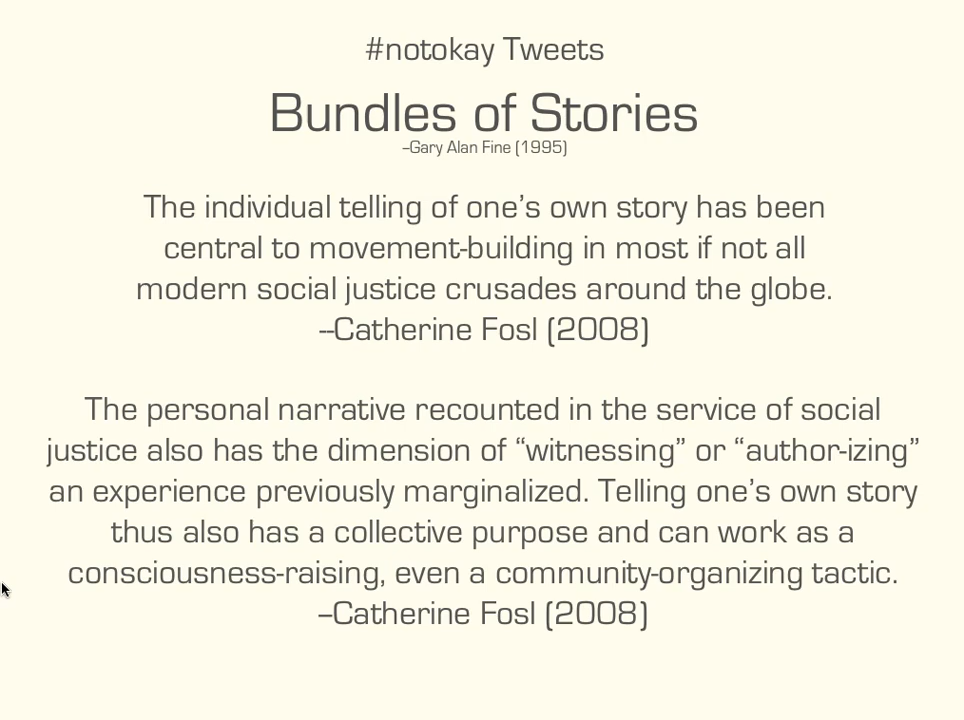 #notokay Tweets
Bundles of Stories
–Gary Alan Fine (1995)
The individual telling of one’s own story has been
central to movement-building in most if not all
modern social justice crusades around the globe.
--Catherine Fosl (2008)
The personal narrative recounted in the service of social
justice also has the dimension of “witnessing” or “author-izing”
an experience previously marginalized. Telling one’s own story
thus also has a collective purpose and can work as a
consciousness-raising, even a community-organizing tactic.
–Catherine Fosl (2008)